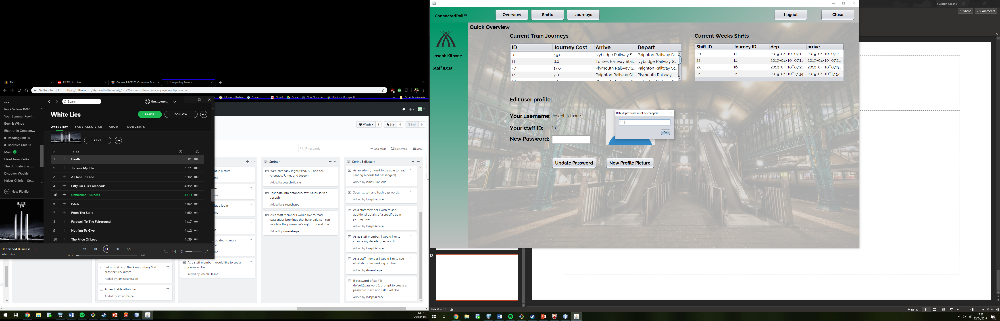 Plex
F1 TV | Archive
Course: PRCS252 Computer Scien
Integrating Project
GitHub, Inc. [US]
https://github.com/Plymouth-University/prcs252-computer-science-ip-group_l/projects/1
Movies - Radarr
Sonarr
Gmail
Drive
OverClock.net
Photos - Google Ph...
Other bookmarks
Search
the_tower_
Rock 'n' Run 160-1...
Your Summer Rewi...
Beer & Wings
Electronic Concent...
Reading Shit '17
Boardies Shit '17
Main
Liked from Radio
The Ultimate Star ...
Discover Weekly
Kaiser Chiefs – So...
New Playlist
WHITE LIES
White Lies
PAUSE
FOLLOW
OVERVIEW
FANS ALSO LIKE
ABOUT
CONCERTS
SAVE
# TITLE
1 Death 5:01
2 To Lose My Life 3:11
3 A Place To Hide 5:02
4 Fifty On Our Foreheads 4:22
Unfinished Business 4:19
6 E.S.T. 5:02
7 From The Stars 4:52
8 Farewell To The Fairground 4:17
9 Nothing To Give 4:12
10 The Price Of Love 4:39
Unfinished Business
White Lies
0:12
4:18
Watch 1
Star 0
Fork 0
Filter cards
Add cards
Fullscreen
Menu
Set up web app (back end) using MVC
architecture.-James
Added by JamesHuntCode
Amend table attributes
Added by struansharpe
ofile picture
que login
pdated to more
As a staff member I would like to see all
journeys. Joe
Added by JosephKilbane
3 Sprint 4
Web company logos fixed. API and sql
changed, James and Joseph
Added by JosephKilbane
Test data into database. few issues solved
Joseph
Added by struansharpe
As a staff member I would like to read
passenger bookings that have paid so I can
validate the passenger's right to travel. Joe
Added by struansharpe
9 Sprint 5 (Easter)
As an admin, I want to be able to read
seating records (of passengers).
Added by JamesHuntCode
Security, salt and hash passwords
Added by JosephKilbane
As a staff member I wish to see
additional details of a specific train
journey. Joe
Added by JosephKilbane
As as staff member, I would like to
change my details. (password)
Added by JosephKilbane
As a staff member I would like to see
what shifts I'm working on. Joe
Added by struansharpe
If password of staff is
default('password'), prompt to create a
password, hash and salt. Post. Joe
Added by JosephKilbane
17:37
25/04/2019
ConnectedRail™
Overview
Shifts
Journeys
Logout
Close
Joseph Kilbane
Staff ID:15
Quick Overview
Current Train Journeys
ID Journey Cost Arrive Depart
0 49.0 Ivybridge Railway S... Paignton Railway St...
11 6.0 Totnes Railway Stat... Ivybridge Railway S...
47 17.0 Plymouth Railway S... Paignton Railway St...
14 7.0 Paignton Railway St... Plymouth Railway ...
Current Weeks Shifts
Shift ID Journey ID dep arrive
20 11 2019-04-10T07:1... 2019-04-10T07:2...
22 14 2019-04-10T07:1... 2019-04-10T07:2...
23 16 2019-04-10T07:2... 2019-04-10T07:5...
24 24 2019-04-10T17:34... 2019-04-10T17:52...
Edit user profile:
Your username: Joseph Kilbane
Your staff ID: 15
New Password:
Default password must be changed:
****
OK
Update Password
New Profile Picture
(s) Joseph Kilbane
Share
Comments
12
Slide 12 of 12
Notes
161%
17:37
25/04/2019